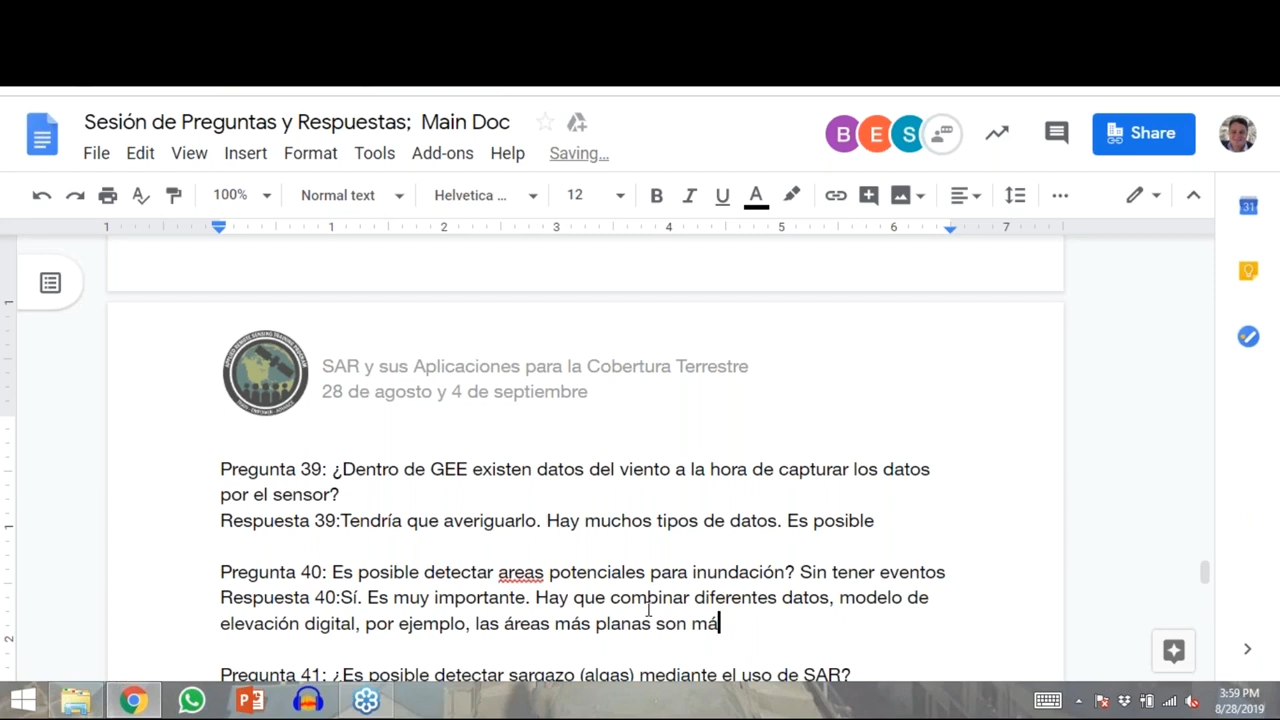 Sesión de Preguntas y Respuestas;  Main Doc
B E S
Share
File Edit View Insert Format Tools Add-ons Help Saving...
100% Normal text Helvetica ... 12 B I U A
1 1 2 3 4 5 6 7
31
SAR y sus Aplicaciones para la Cobertura Terrestre
28 de agosto y 4 de septiembre
Pregunta 39: ¿Dentro de GEE existen datos del viento a la hora de capturar los datos
por el sensor?
Respuesta 39:Tendría que averiguarlo. Hay muchos tipos de datos. Es posible
Pregunta 40: Es posible detectar areas potenciales para inundación? Sin tener eventos
Respuesta 40:Sí. Es muy importante. Hay que combinar diferentes datos, modelo de
elevación digital, por ejemplo, las áreas más planas son má
Pregunta 41: ¿Es posible detectar sargazo (algas) mediante el uso de SAR?
3:59 PM
8/28/2019